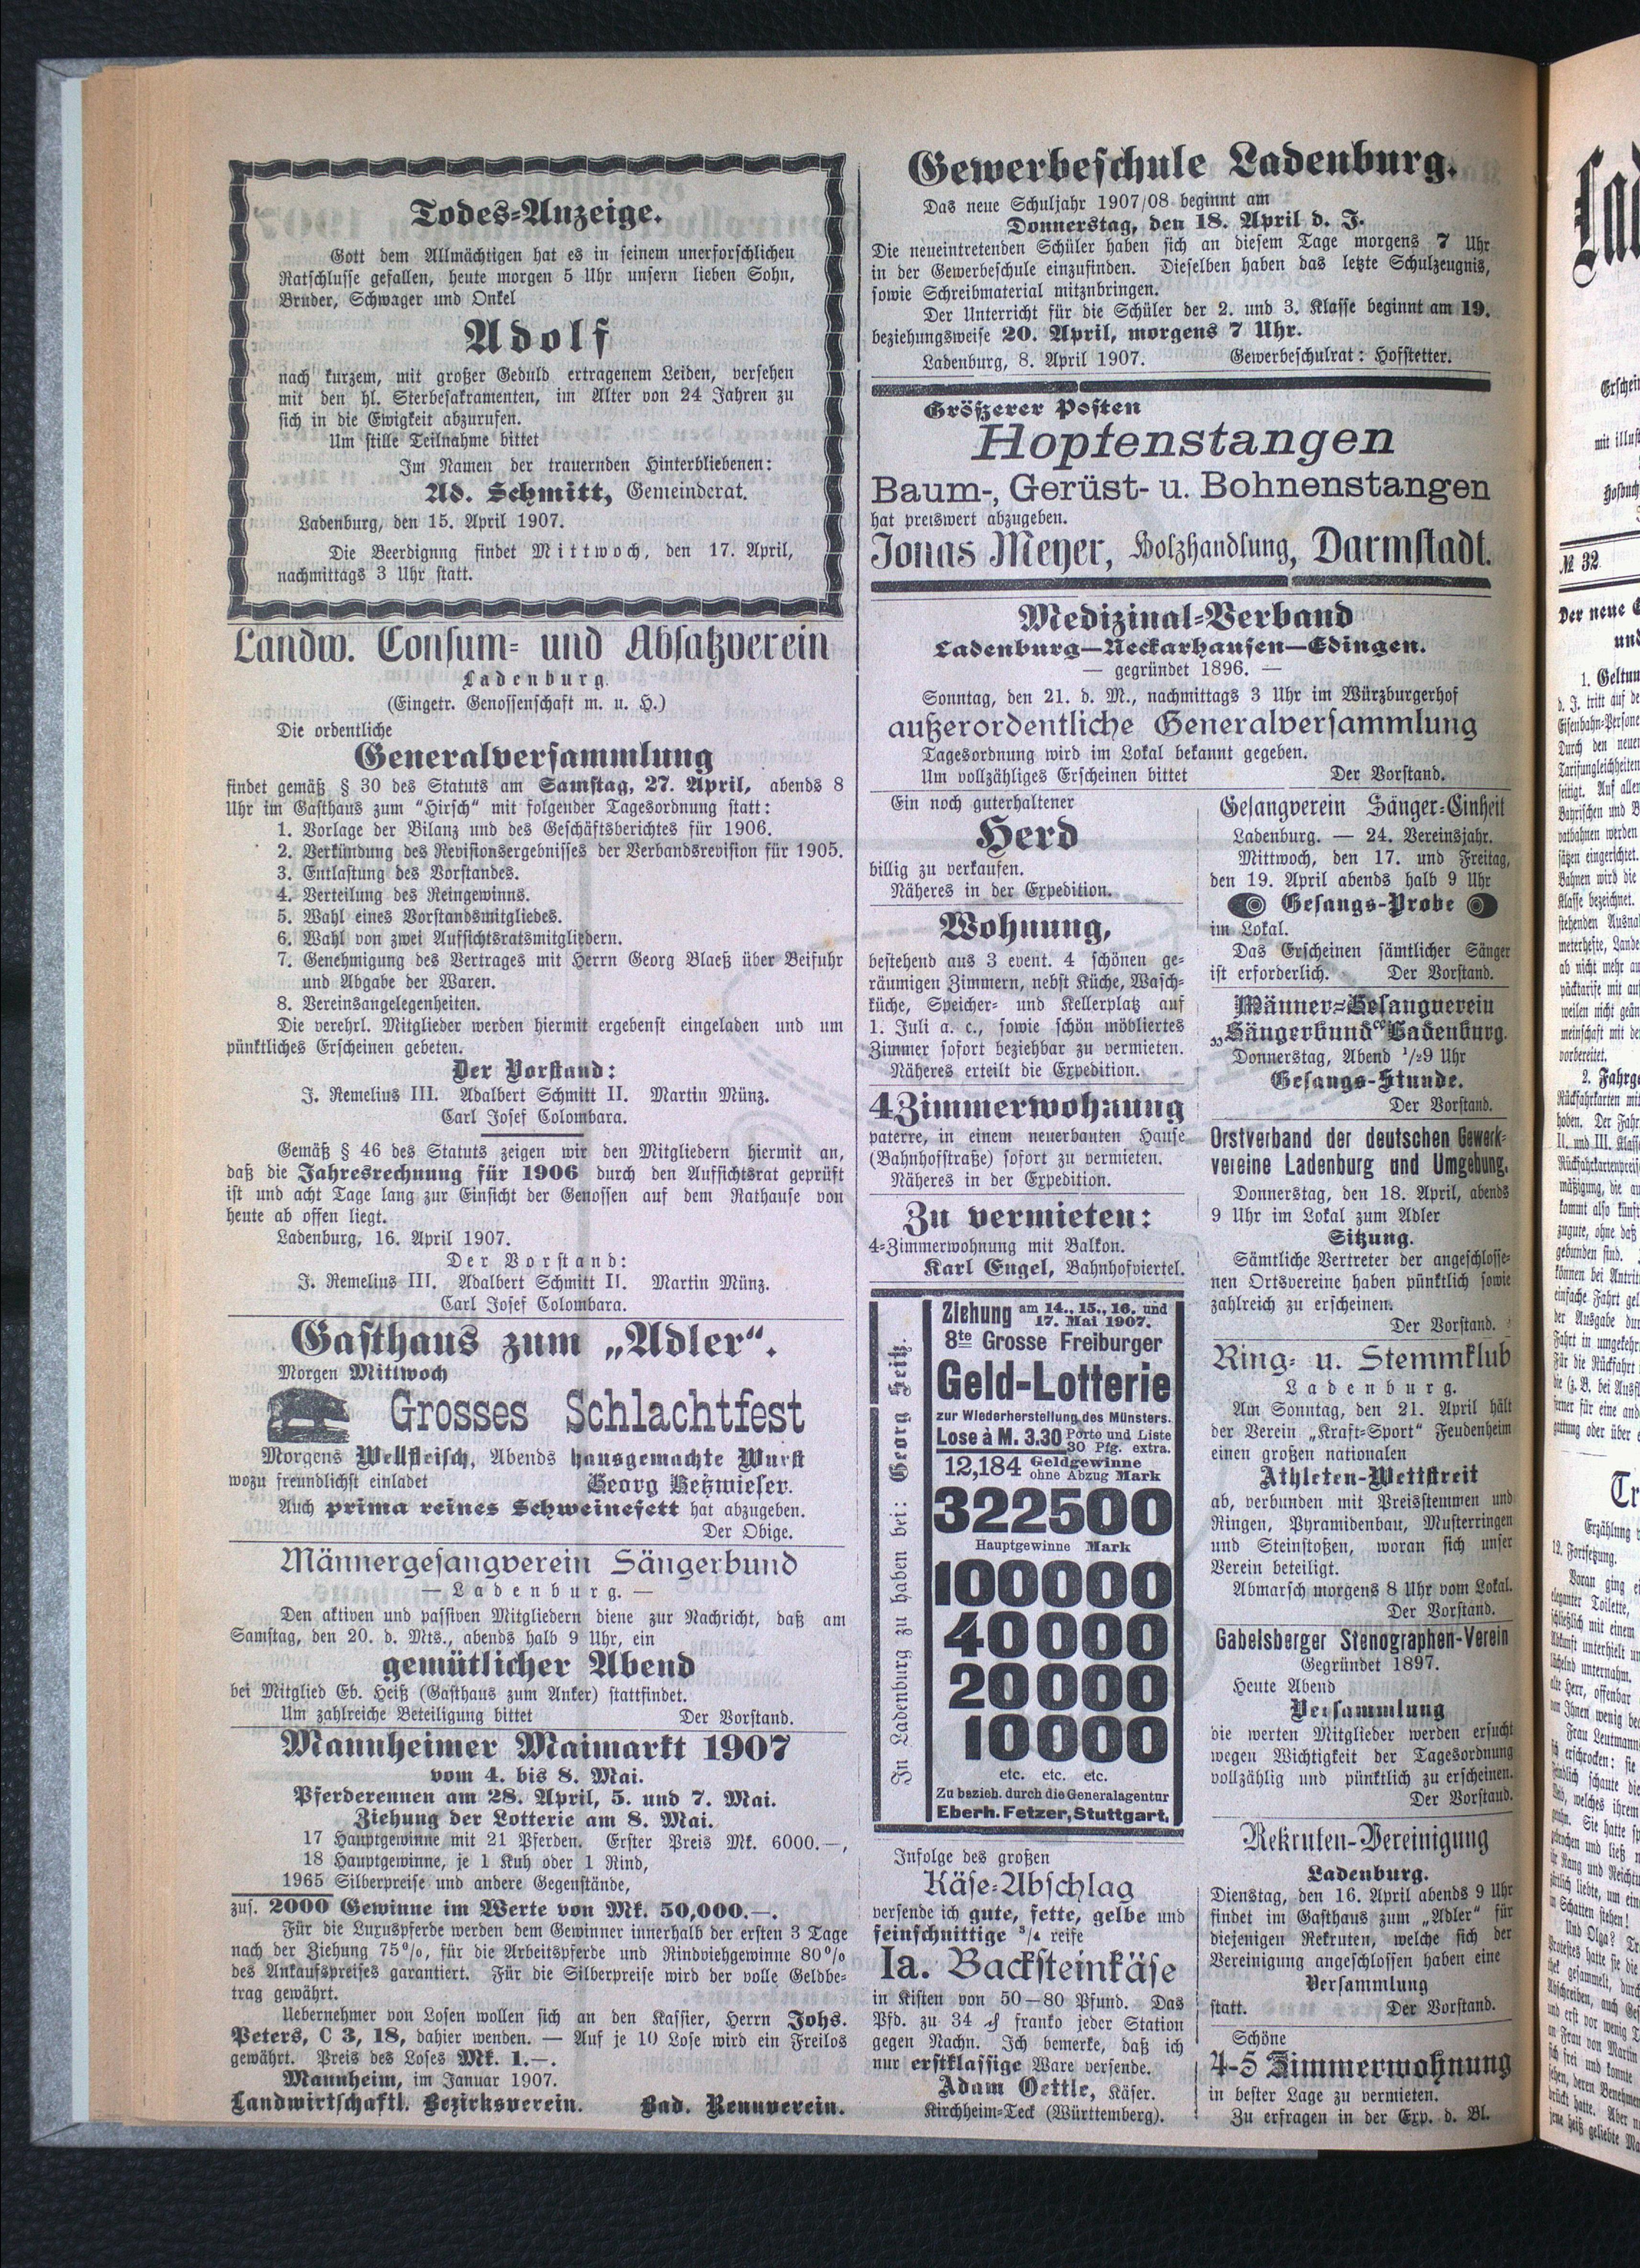 Todes-Anzeige.
Gott dem Allmächtigen hat es in seinem unerforschlichen
Ratschlusse gefallen, heute morgen 5 Uhr unsern lieben Sohn,
Bruder, Schwager und Onkel
Adolf
nach kurzem, mit großer Geduld ertragenem Leiden, versehen
mit den hl. Sterbesakramenten, im Alter von 24 Jahren zu
sich in die Ewigkeit abzurufen.
Um stille Teilnahme bittet
Im Namen der trauernden Hinterbliebenen:
Ad. Schmitt, Gemeinderat.
Ladenburg, den 15. April 1907.
Die Beerdignng findet Mittwoch, den 17. April,
nachmittags 3 Uhr statt.
Landw. Consum- und Absatzverein
Ladenburg.
(Eingetr. Genossenschaft m. u. H.)
Die ordentliche
Generalversammlung
findet gemäß § 30 des Statuts am Samstag, 27. April, abends 8
Uhr im Gasthaus zum "Hirsch" mit folgender Tagesordnung statt:
1. Vorlage der Bilanz und des Geschäftsberichtes für 1906.
2. Verkündung des Revisionsergebnisses der Verbandsrevision für 1905.
3. Entlastung des Vorstandes.
4. Verteilung des Reingewinns.
5. Wahl eines Vorstandsmitgliedes.
6. Wahl von zwei Aufsichtsratsmitgliedern.
7. Genehmigung des Vertrages mit Herrn Georg Blaeß über Beifuhr
und Abgabe der Waren.
8. Vereinsangelegenheiten.
Die verehrl. Mitglieder werden hiermit ergebenst eingeladen und um
pünktliches Erscheinen gebeten.
Der Vorstand:
J. Remelius III. Adalbert Schmitt II. Martin Münz.
Carl Josef Colombara.
Gemäß § 46 des Statuts zeigen wir den Mitgliedern hiermit an,
daß die Jahresrechnung für 1906 durch den Aufsichtsrat geprüft
ist und acht Tage lang zur Einsicht der Genossen auf dem Rathause von
heute ab offen liegt.
Ladenburg, 16. April 1907.
Der Vorstand:
J. Remelius III. Adalbert Schmitt II. Martin Münz.
Carl Josef Colombara.
Gasthaus zum „Adler“.
Morgen Mittwoch
Grosses Schlachtfest
Morgens Wellfleisch, Abends hausgemachte Wurst
wozu freundlichst einladet Georg Betzwieser.
Auch prima reines Schweinefett hat abzugeben.
Der Obige.
Männergesangverein Sängerbund
— Ladenburg. —
Den aktiven und passiven Mitgliedern diene zur Nachricht, daß am
Samstag, den 20. d. Mts., abends halb 9 Uhr, ein
gemütlicher Abend
bei Mitglied Eb. Heiß (Gasthaus zum Anker) stattfindet.
Um zahlreiche Beteiligung bittet Der Vorstand.
Mannheimer Maimarkt 1907
vom 4. bis 8. Mai.
Pferderennen am 28. April, 5. und 7. Mai.
Ziehung der Lotterie am 8. Mai.
17 Hauptgewinne mit 21 Pferden. Erster Preis Mk. 6000.—,
18 Hauptgewinne, je 1 Kuh oder 1 Rind,
1965 Silberpreise und andere Gegenstände,
zus. 2000 Gewinne im Werte von Mk. 50,000.—.
Für die Luxuspferde werden dem Gewinner innerhalb der ersten 3 Tage
nach der Ziehung 75%, für die Arbeitspferde und Rindviehgewinne 80%
des Ankaufspreises garantiert. Für die Silberpreise wird der volle Geldbe-
trag gewährt.
Uebernehmer von Losen wollen sich an den Kassier, Herrn Johs.
Peters, C 3, 18, dahier wenden. — Auf je 10 Lose wird ein Freilos
gewährt. Preis des Loses Mk. 1.—.
Mannheim, im Januar 1907.
Landwirtschaftl. Bezirksverein. Bad. Rennverein.
Gewerbeschule Ladenburg.
Das neue Schuljahr 1907/08 beginnt am
Donnerstag, den 18. April d. J.
Die neueintretenden Schüler haben sich an diesem Tage morgens 7 Uhr
in der Gewerbeschule einzufinden. Dieselben haben das letzte Schulzeugnis,
sowie Schreibmaterial mitznbringen.
Der Unterricht für die Schüler der 2. und 3. Klasse beginnt am 19.
beziehungsweise 20. April, morgens 7 Uhr.
Ladenburg, 8. April 1907. Gewerbeschulrat: Hofstetter.
Größerer Posten
Hopfenstangen
Baum-, Gerüst- u. Bohnenstangen
hat preiswert abzugeben.
Jonas Meyer, Holzhandlung, Darmstadt.
Medizinal-Verband
Ladenburg—Neckarhausen—Edingen.
— gegründet 1896. —
Sonntag, den 21. d. M., nachmittags 3 Uhr im Würzburgerhof
außerordentliche Generalversammlung
Tagesordnung wird im Lokal bekannt gegeben.
Um vollzähliges Erscheinen bittet Der Vorstand.
Ein noch guterhaltener
Herd
billig zu verkaufen.
Näheres in der Expedition.
Wohnung,
bestehend aus 3 event. 4 schönen ge-
räumigen Zimmern, nebst Küche, Wasch-
küche, Speicher- und Kellerplatz auf
1. Juli a. c., sowie schön möbliertes
Zimmer sofort beziehbar zu vermieten.
Näheres erteilt die Expedition.
4 Zimmerwohnung
paterre, in einem neuerbauten Hause
(Bahnhofstraße) sofort zu vermieten.
Näheres in der Expedition.
Zu vermieten:
4-Zimmerwohnung mit Balkon.
Karl Engel, Bahnhofviertel.
In Ladenburg zu haben bei: Georg Heitz.
Ziehung am 14., 15., 16. und
17. Mai 1907.
8te Grosse Freiburger
Geld-Lotterie
zur Wiederherstellung des Münsters.
Lose à M. 3.30 Porto und Liste
30 Pfg. extra.
12,184 Geldgewinne
ohne Abzug Mark
322500
Hauptgewinne Mark
100000
40000
20000
10000
etc. etc. etc.
Zu bezieh. durch die Generalagentur
Eberh. Fetzer, Stuttgart,
Infolge des großen
Käse-Abschlag
versende ich gute, fette, gelbe und
feinschnittige 3/4 reife
Ia. Backsteinkäse
in Kisten von 50—80 Pfund. Das
Pfd. zu 34 ₰ franko jeder Station
gegen Nachn. Ich bemerke, daß ich
nur erstklassige Ware versende.
Adam Oettle, Käser.
Kirchheim-Teck (Württemberg).
Gesangverein Sänger-Einheit
Ladenburg. — 24. Vereinsjahr.
Mittwoch, den 17. und Freitag,
den 19. April abends halb 9 Uhr
Gesangs-Probe
im Lokal.
Das Erscheinen sämtlicher Sänger
ist erforderlich. Der Vorstand.
Männer-Gesangverein
„Sängerbund“ Ladenburg.
Donnerstag, Abend 1/29 Uhr
Gesangs-Stunde.
Der Vorstand.
Orstverband der deutschen Gewerk-
vereine Ladenburg und Umgebung.
Donnerstag, den 18. April, abends
9 Uhr im Lokal zum Adler
Sitzung.
Sämtliche Vertreter der angeschlosse-
nen Ortsvereine haben pünktlich sowie
zahlreich zu erscheinen.
Der Vorstand.
Ring- u. Stemmklub
Ladenburg.
Am Sonntag, den 21. April hält
der Verein „Kraft-Sport“ Feudenheim
einen großen nationalen
Athleten-Wettstreit
ab, verbunden mit Preisstemmen und
Ringen, Pyramidenbau, Musterringen
und Steinstoßen, woran sich unser
Verein beteiligt.
Abmarsch morgens 8 Uhr vom Lokal.
Der Vorstand.
Gabelsberger Stenographen-Verein
Gegründet 1897.
Heute Abend
Versammlung
die werten Mitglieder werden ersucht
wegen Wichtigkeit der Tagesordnung
vollzählig und pünktlich zu erscheinen.
Der Vorstand.
Rekruten-Vereinigung
Ladenburg.
Dienstag, den 16. April abends 9 Uhr
findet im Gasthaus zum „Adler“ für
diejenigen Rekruten, welche sich der
Vereinigung angeschlossen haben eine
Versammlung
statt. Der Vorstand.
Schöne
4-5 Zimmerwohnung
in bester Lage zu vermieten.
Zu erfragen in der Exp. d. Bl.
№ 32
Der neue
1. Geltun
d. J. tritt auf de
Durch den neuen
2. Fahrge
Rückfahrkarten mit
hoben. Der Fahr
II. und III. Klass
12. Fortsetzung.
Voran ging ei
eleganter Toilette,